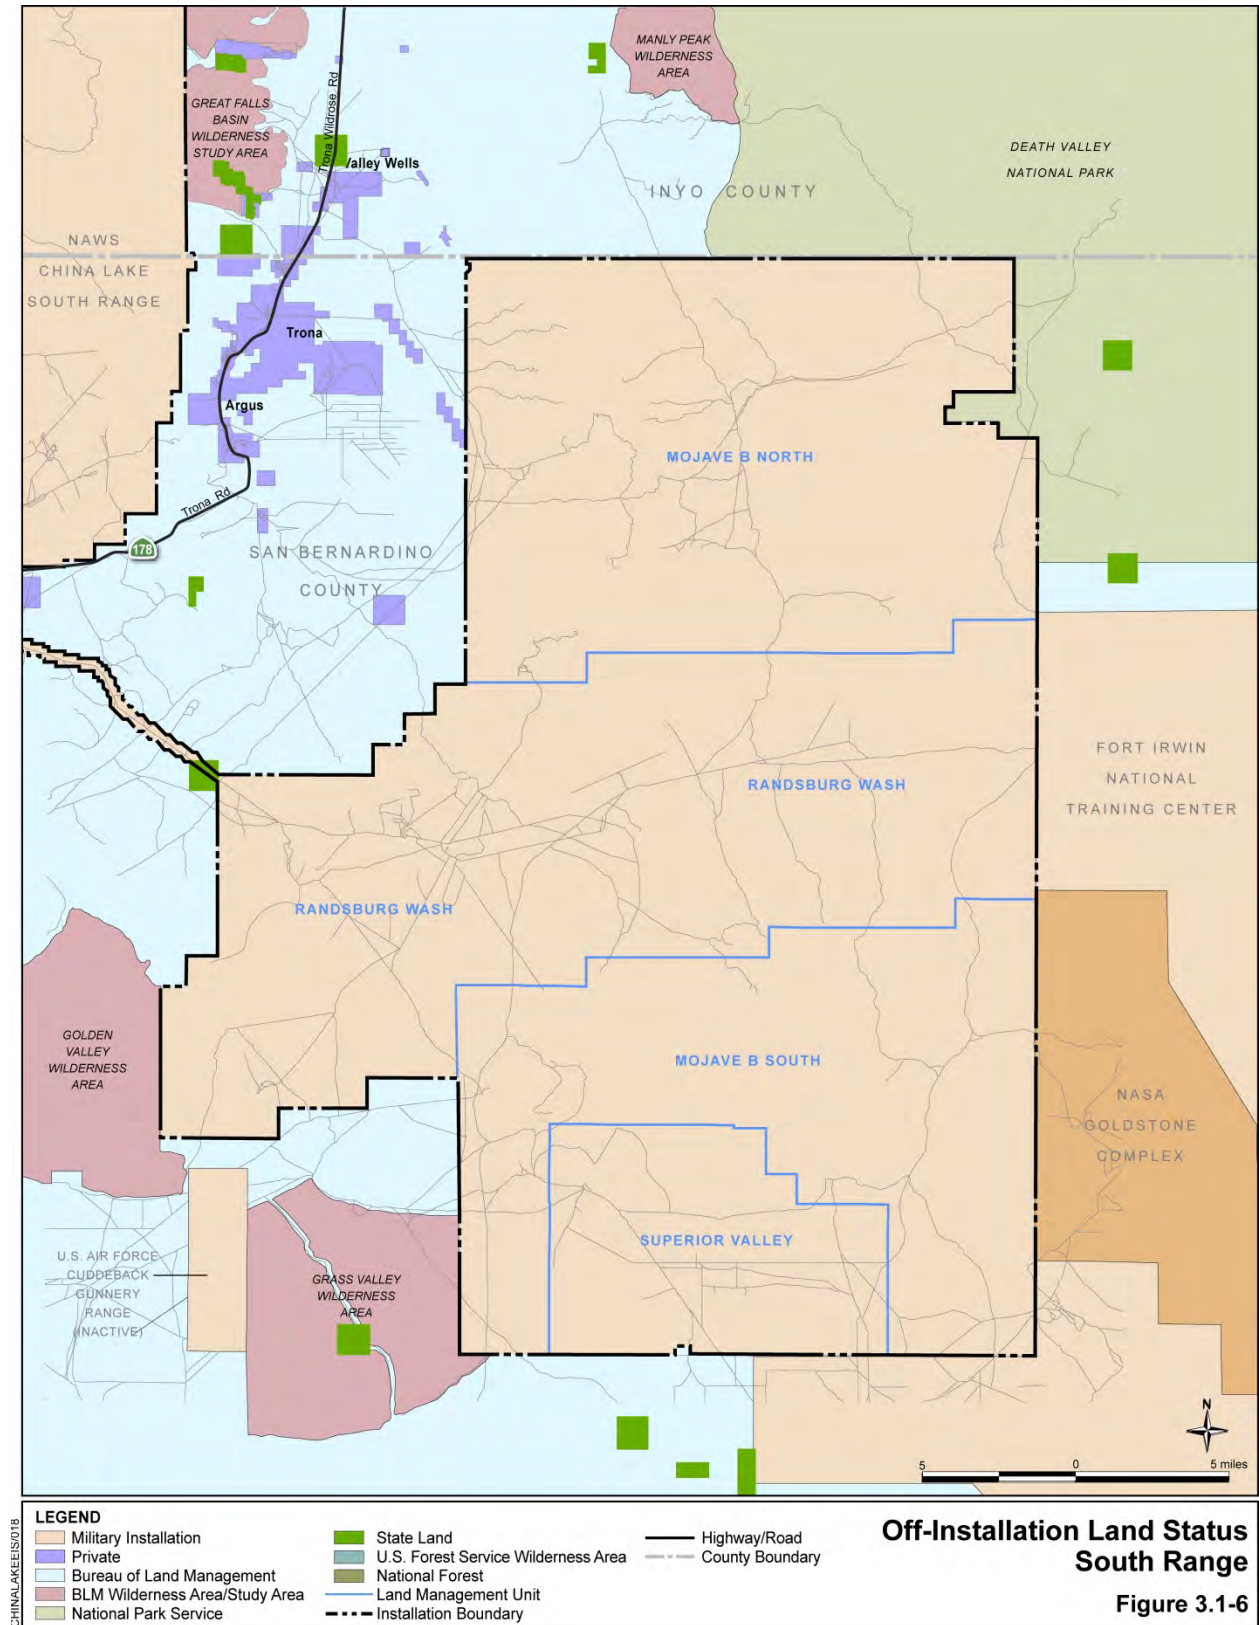 MANLY PEAK
WILDERNESS
AREA
GREAT FALLS
BASIN
WILDERNESS
STUDY AREA
Trona Wildrose Rd
Valley Wells
DEATH VALLEY
NATIONAL PARK
INYO COUNTY
NAWS
CHINA LAKE
SOUTH RANGE
Trona
Argus
MOJAVE B NORTH
Trona Rd
178
SAN BERNARDINO
COUNTY
FORT IRWIN
NATIONAL
TRAINING CENTER
RANDSBURG WASH
RANDSBURG WASH
GOLDEN
VALLEY
WILDERNESS
AREA
MOJAVE B SOUTH
NASA
GOLDSTONE
COMPLEX
SUPERIOR VALLEY
U.S. AIR FORCE
CUDDEBACK
GUNNERY
RANGE
(INACTIVE)
GRASS VALLEY
WILDERNESS
AREA
N
5 0 5 miles
CHINALAKEEIS/018
LEGEND
Military Installation
Private
Bureau of Land Management
BLM Wilderness Area/Study Area
National Park Service
State Land
U.S. Forest Service Wilderness Area
National Forest
Land Management Unit
Installation Boundary
Highway/Road
County Boundary
Off-Installation Land Status
South Range
Figure 3.1-6